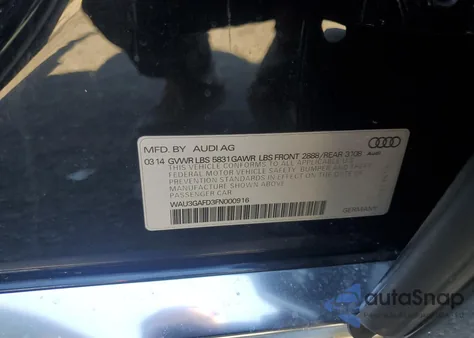 MFD. BY AUDI AG
03.14 GVWR LBS 5831 GAWR LBS FRONT 2888/REAR
Audi
THIS VEHICLE CONFORMS TO ALL APPLICABLE U.S.
FEDERAL MOTOR VEHICLE SAFETY, BUMPER AND THEFT
PREVENTION STANDARDS IN EFFECT ON THE DATE OF
MANUFACTURE SHOWN ABOVE
PASSENGER CAR
WAU3GAFD3FN000916
GERMANY
autoSnap